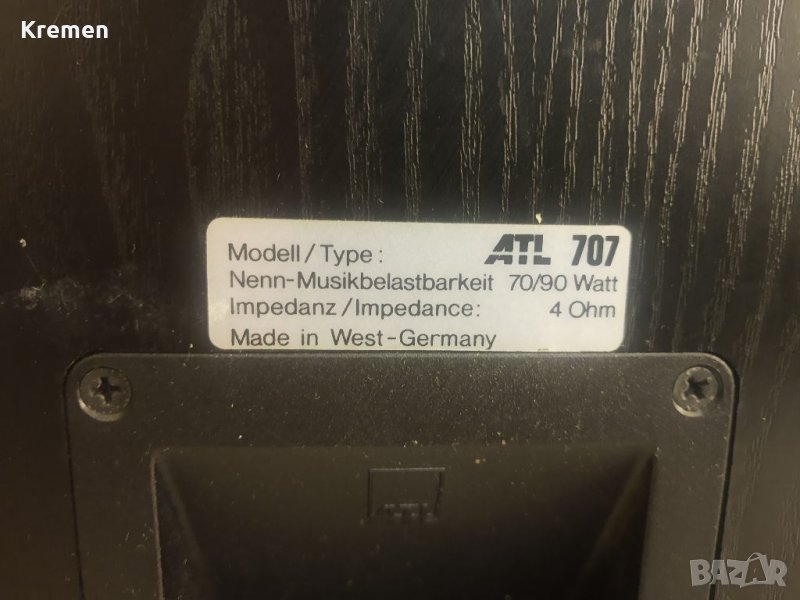 Kremen
Modell/Type: ATL 707
Nenn-Musikbelastbarkeit 70/90 Watt
Impedanz/Impedance: 4 Ohm
Made in West-Germany
ATL
BAZAR